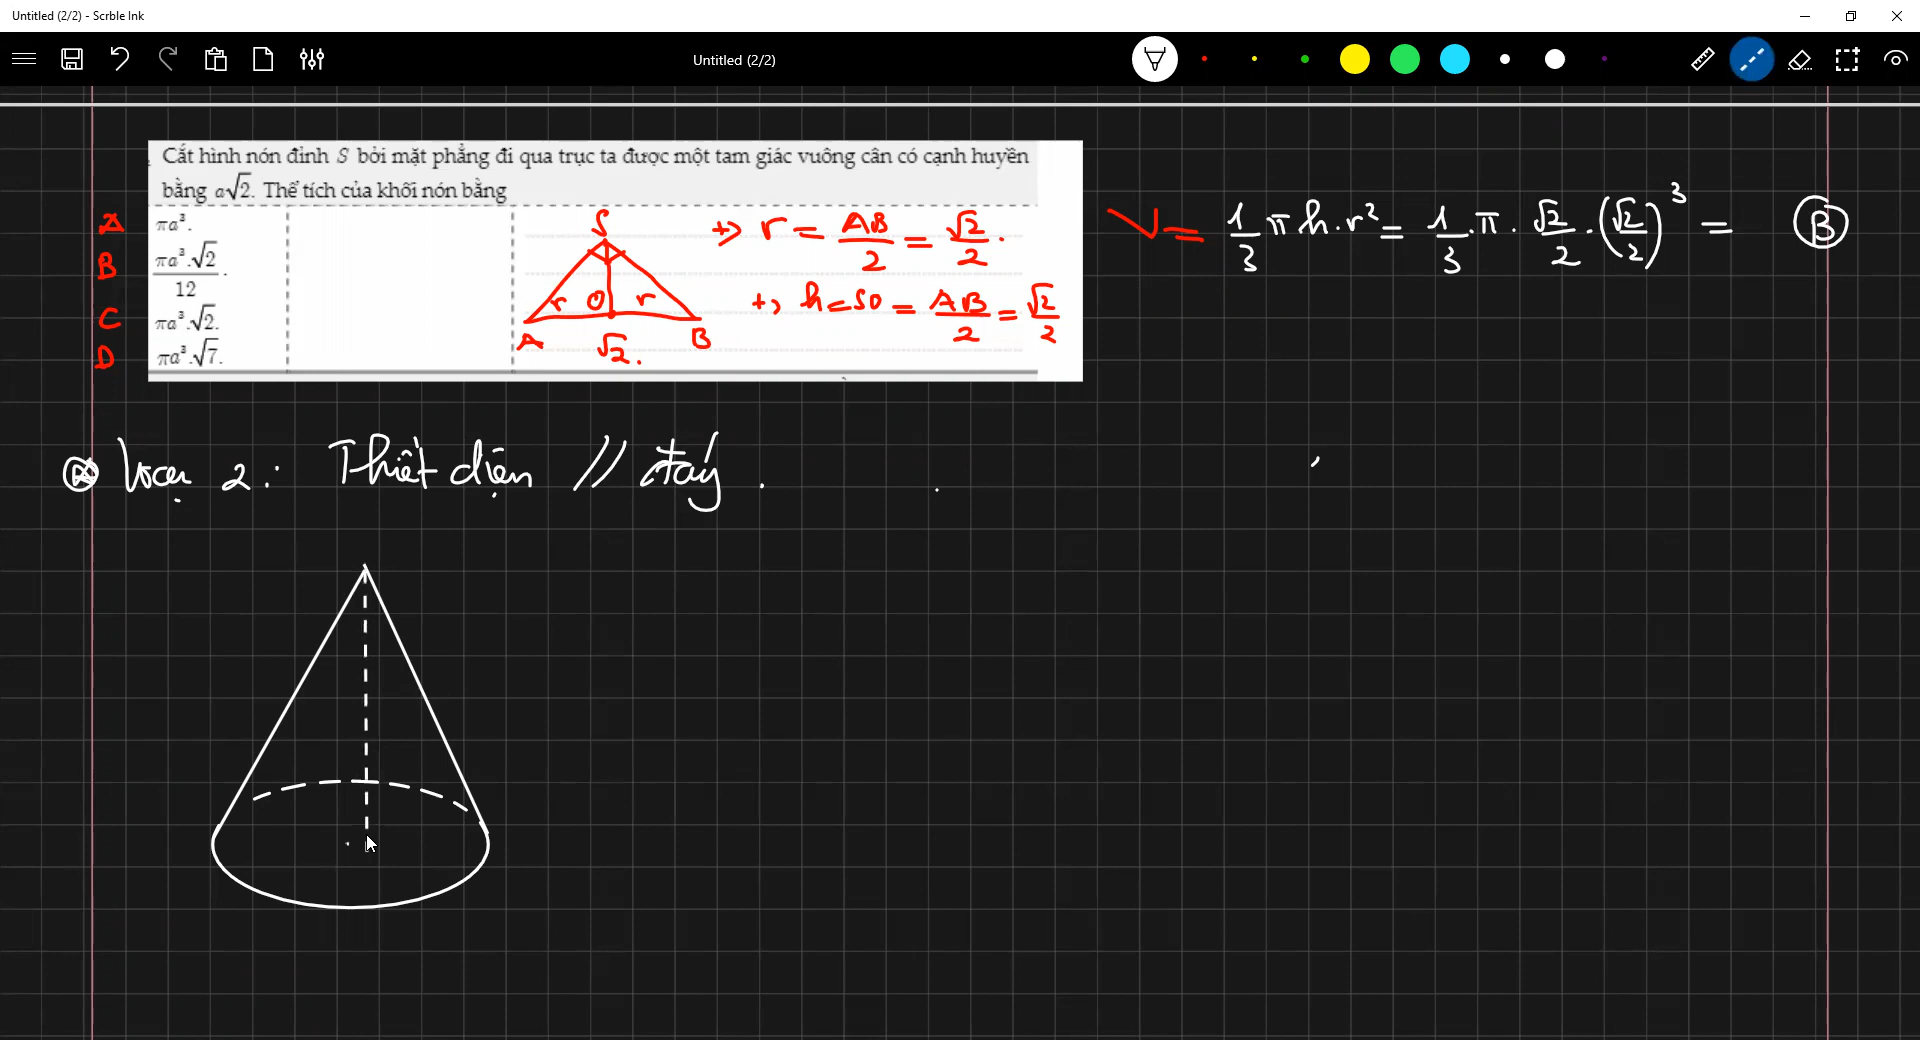 Untitled (2/2) - Scrble Ink
Untitled (2/2)
Cắt hình nón đỉnh S bởi mặt phẳng đi qua trục ta được một tam giác vuông cân có cạnh huyền
bằng a√2. Thể tích của khối nón bằng
A πa³.
B πa³.√2/12.
C πa³.√2.
D πa³.√7.
S
r O r
A √2. B
+) r = AB/2 = √2/2.
+) h = SO = AB/2 = √2/2
V = 1/3 π h . r² = 1/3 . π . √2/2 . (√2/2)³ = B
Loại 2: Thiết diện // đáy.